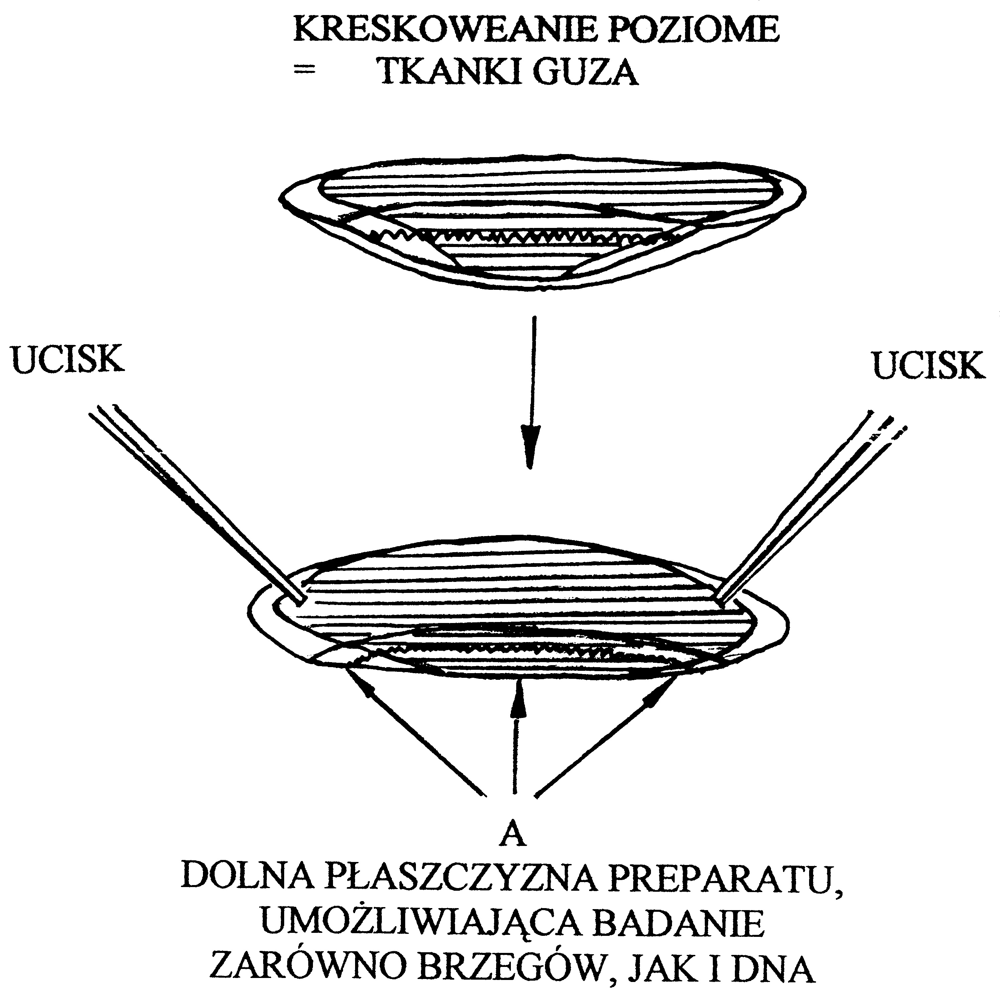 KRESKOWEANIE POZIOME
= TKANKI GUZA
UCISK
UCISK
A
DOLNA PŁASZCZYZNA PREPARATU,
UMOŻLIWIAJĄCA BADANIE
ZARÓWNO BRZEGÓW, JAK I DNA